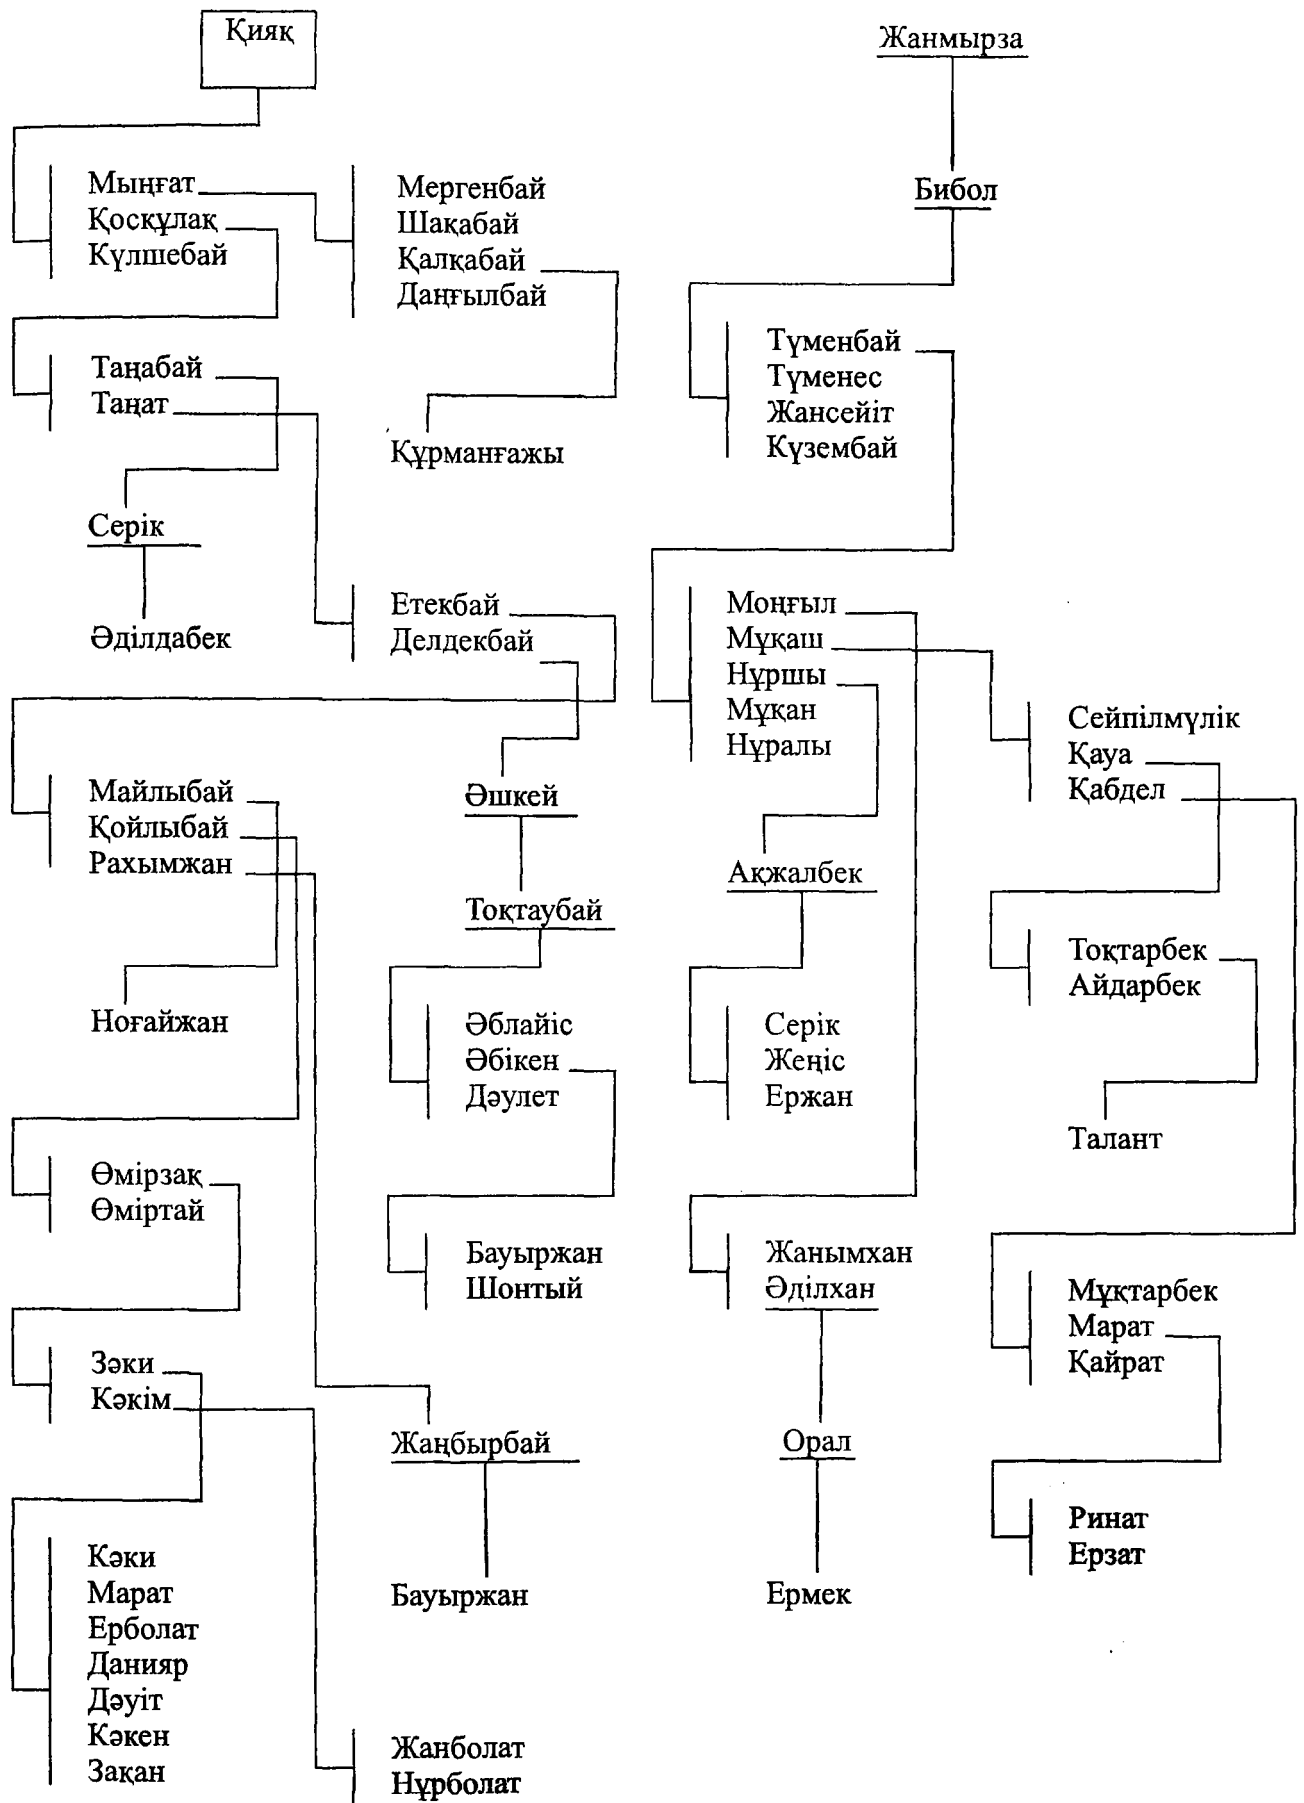 Қияқ
Жанмырза
Мыңғат
Қосқұлақ
Күлшебай
Мергенбай
Шақабай
Қалқабай
Даңғылбай
Бибол
Таңабай
Таңат
Құрманғажы
Түменбай
Түменес
Жансейіт
Күзембай
Серік
Әділдабек
Етекбай
Делдекбай
Моңғыл
Мұқаш
Нұршы
Мұқан
Нұралы
Сейпілмүлік
Қауа
Қабдел
Майлыбай
Қойлыбай
Рахымжан
Әшкей
Ақжалбек
Тоқтаубай
Тоқтарбек
Айдарбек
Ноғайжан
Әблайіс
Әбікен
Дәулет
Серік
Жеңіс
Ержан
Талант
Өмірзақ
Өміртай
Бауыржан
Шонтый
Жанымхан
Әділхан
Мұқтарбек
Марат
Қайрат
Зәки
Кәкім
Жаңбырбай
Орал
Ринат
Ерзат
Кәки
Марат
Ерболат
Данияр
Дәуіт
Кәкен
Зақан
Бауыржан
Ермек
Жанболат
Нұрболат